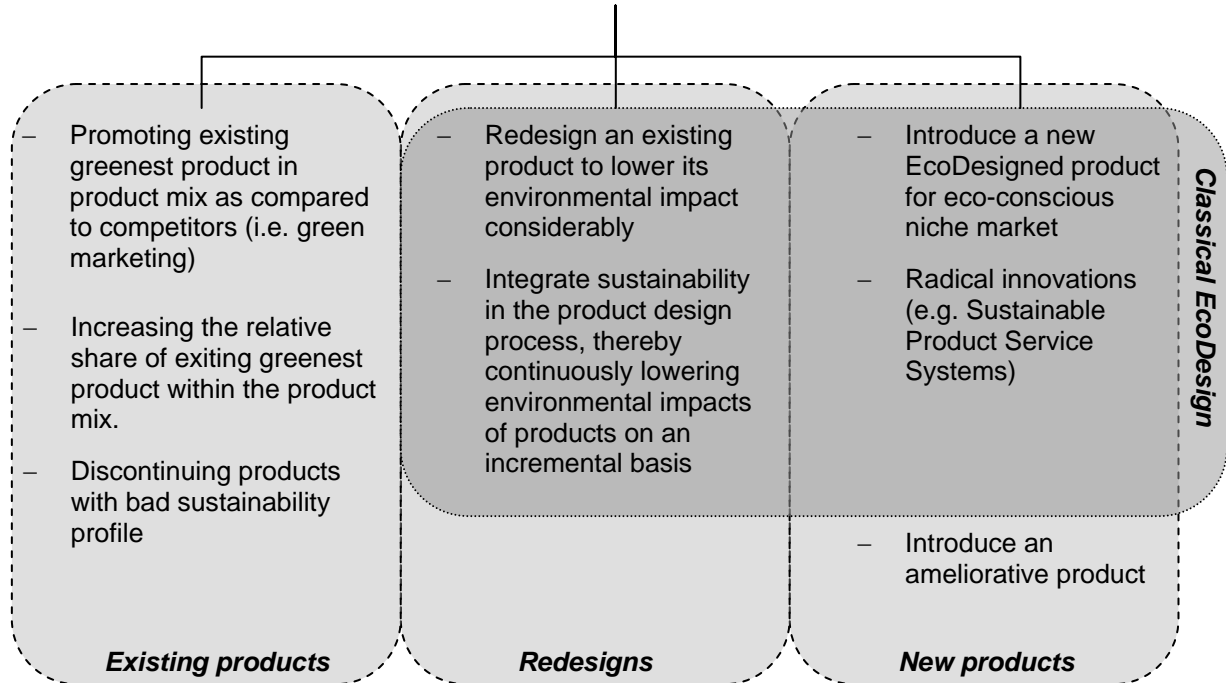 – Promoting existing
greenest product in
product mix as compared
to competitors (i.e. green
marketing)
– Increasing the relative
share of exiting greenest
product within the product
mix.
– Discontinuing products
with bad sustainability
profile
Existing products
– Redesign an existing
product to lower its
environmental impact
considerably
– Integrate sustainability
in the product design
process, thereby
continuously lowering
environmental impacts
of products on an
incremental basis
Redesigns
– Introduce a new
EcoDesigned product
for eco-conscious
niche market
– Radical innovations
(e.g. Sustainable
Product Service
Systems)
– Introduce an
ameliorative product
New products
Classical EcoDesign